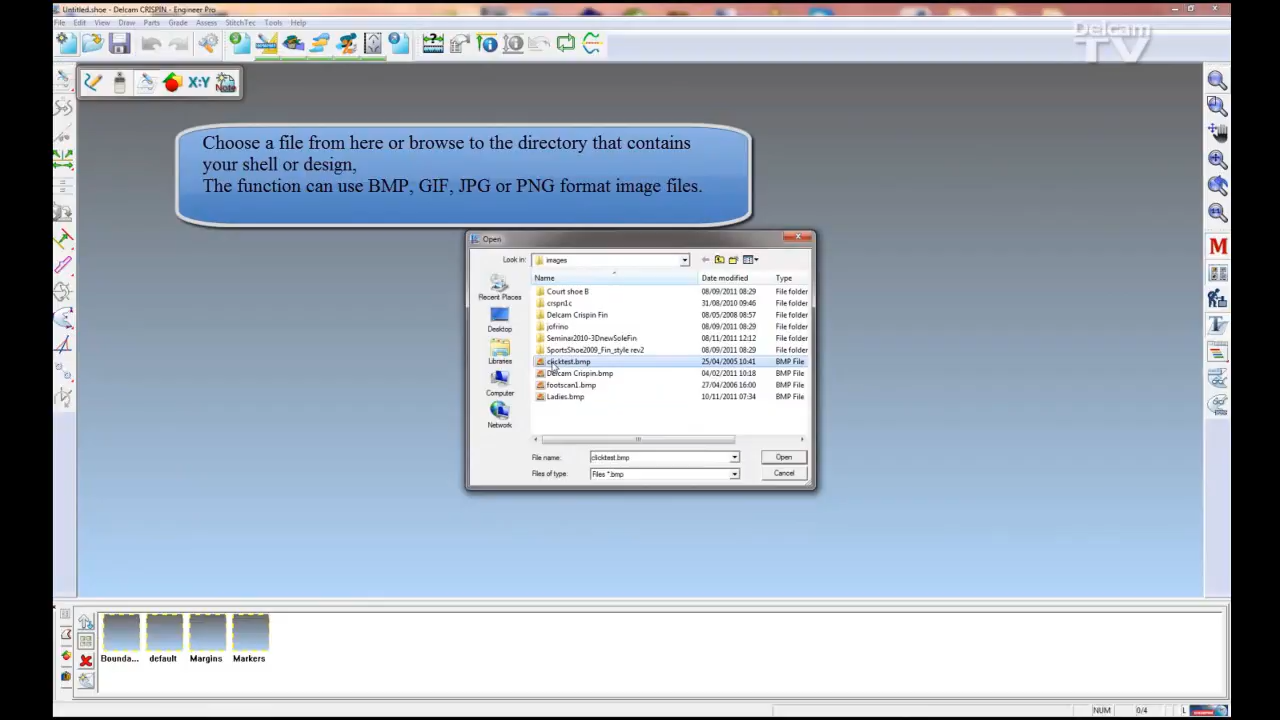 Untitled.shoe - Delcam CRISPIN - Engineer Pro
File Edit View Draw Parts Grade Assess StitchTec Tools Help
Delcam
TV
X:Y
Note
Choose a file from here or browse to the directory that contains
your shell or design,
The function can use BMP, GIF, JPG or PNG format image files.
Open
Look in: images
Name Date modified Type
Court shoe B 08/09/2011 08:29 File folder
crspn1c 31/08/2010 09:46 File folder
Delcam Crispin Fin 08/05/2008 08:57 File folder
jofrino 08/09/2011 08:29 File folder
Seminar2010-3DnewSoleFin 08/11/2011 12:12 File folder
SportsShoe2009_Fin_style rev2 08/09/2011 08:29 File folder
clicktest.bmp 25/04/2005 10:41 BMP File
Delcam Crispin.bmp 04/02/2011 10:18 BMP File
footscan1.bmp 27/04/2006 16:00 BMP File
Ladies.bmp 10/11/2011 07:34 BMP File
Recent Places
Desktop
Libraries
Computer
Network
File name: clicktest.bmp Open
Files of type: Files *.bmp Cancel
M
T
Bounda... default Margins Markers
NUM 0/4 L